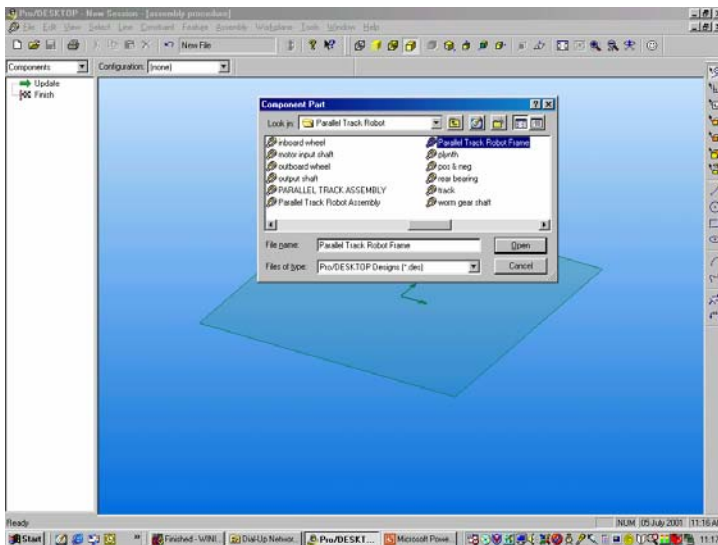 Pro/DESKTOP - New Session - [assembly procedure]
File Edit View Select Line Constraint Feature Assembly Workplane Tools Window Help
New File
Components
Configuration: (none)
Update
Finish
Component Part
Look in: Parallel Track Robot
inboard wheel
motor input shaft
outboard wheel
output shaft
PARALLEL TRACK ASSEMBLY
Parallel Track Robot Assembly
Parallel Track Robot Frame
plynth
pos & neg
rear bearing
track
worm gear shaft
File name: Parallel Track Robot Frame
Open
Files of type: Pro/DESKTOP Designs (*.des)
Cancel
Ready
NUM 05 July 2001 11:16 AM
Start
Finished - WINI...
Dial-Up Networ...
Pro/DESKT...
Microsoft Powe...
11:17